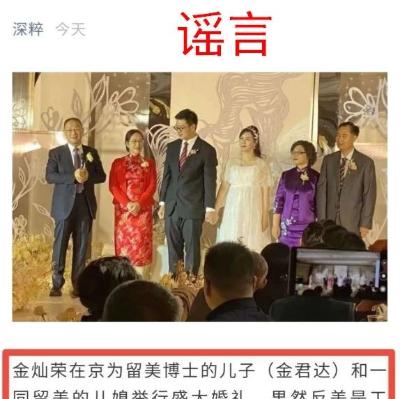 深粹 今天
谣言
金灿荣在京为留美博士的儿子（金君达）和一
同留美的儿媳举行盛大婚礼，果然反美是工